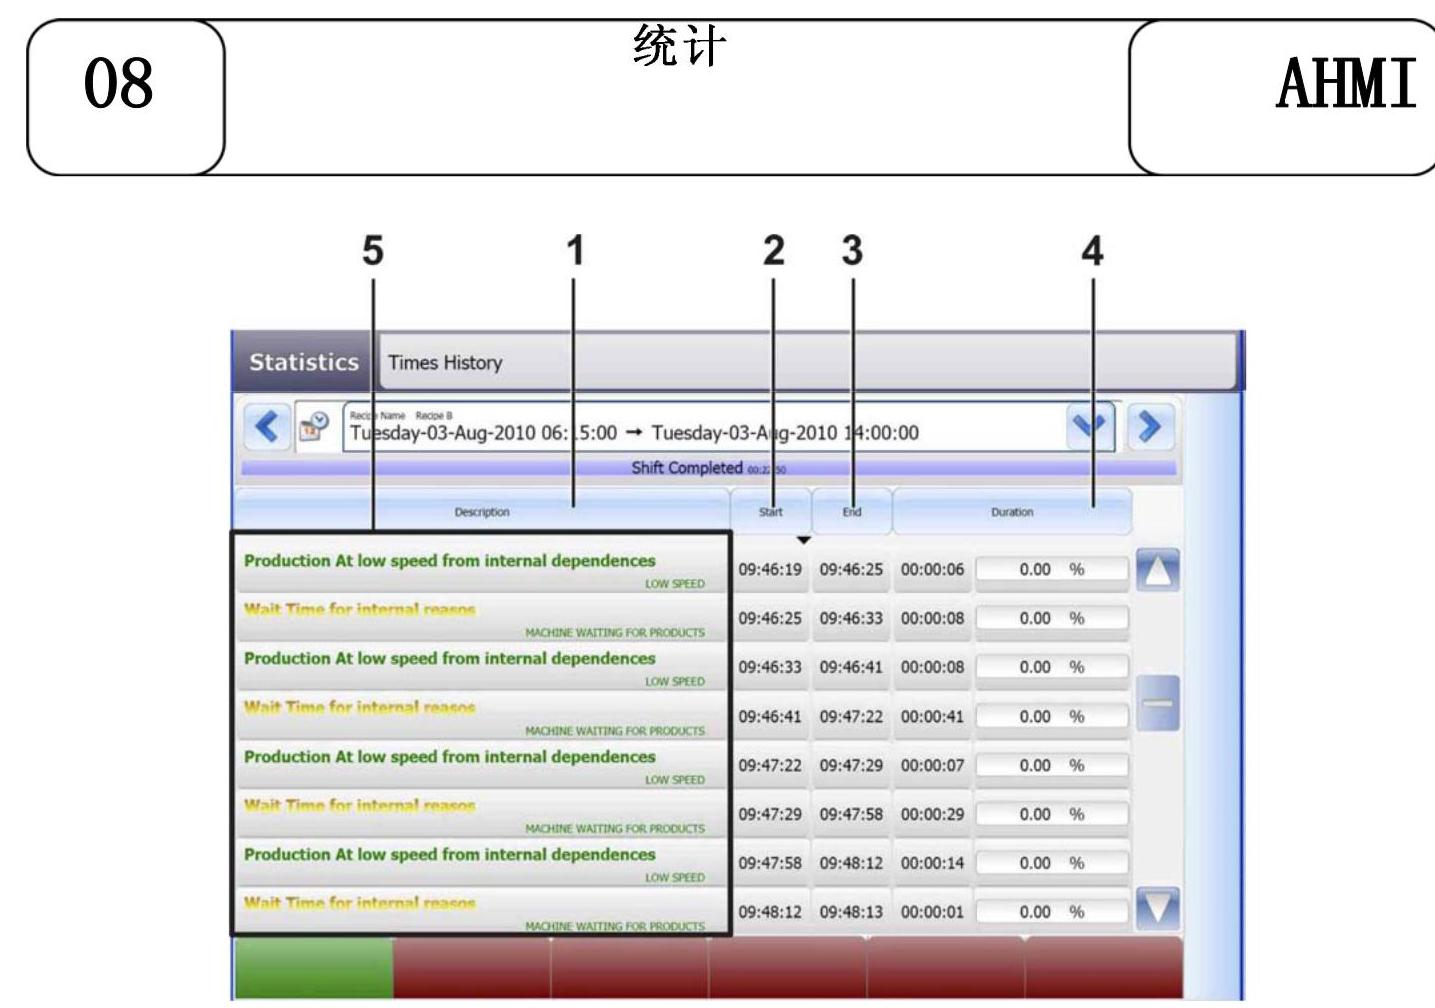 08
统计
AHMI
5 1 2 3 4
Statistics Times History
Recipe Name Recipe B
Tuesday-03-Aug-2010 06:15:00 → Tuesday-03-Aug-2010 14:00:00
Shift Completed 00:22:50
Description Start End Duration
Production At low speed from internal dependences
LOW SPEED
09:46:19 09:46:25 00:00:06 0.00 %
Wait Time for internal reasos
MACHINE WAITING FOR PRODUCTS
09:46:25 09:46:33 00:00:08 0.00 %
Production At low speed from internal dependences
LOW SPEED
09:46:33 09:46:41 00:00:08 0.00 %
Wait Time for internal reasos
MACHINE WAITING FOR PRODUCTS
09:46:41 09:47:22 00:00:41 0.00 %
Production At low speed from internal dependences
LOW SPEED
09:47:22 09:47:29 00:00:07 0.00 %
Wait Time for internal reasos
MACHINE WAITING FOR PRODUCTS
09:47:29 09:47:58 00:00:29 0.00 %
Production At low speed from internal dependences
LOW SPEED
09:47:58 09:48:12 00:00:14 0.00 %
Wait Time for internal reasos
MACHINE WAITING FOR PRODUCTS
09:48:12 09:48:13 00:00:01 0.00 %